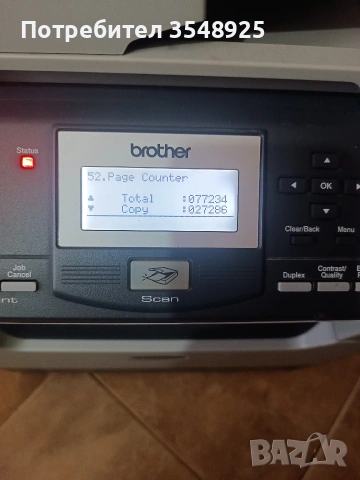 Потребител 3548925
Status
brother
52.Page Counter
▲ Total :077234
▼ Copy :027286
OK
Clear/Back Menu
Job Cancel
Duplex
Contrast/ Quality
Scan
BAZAR